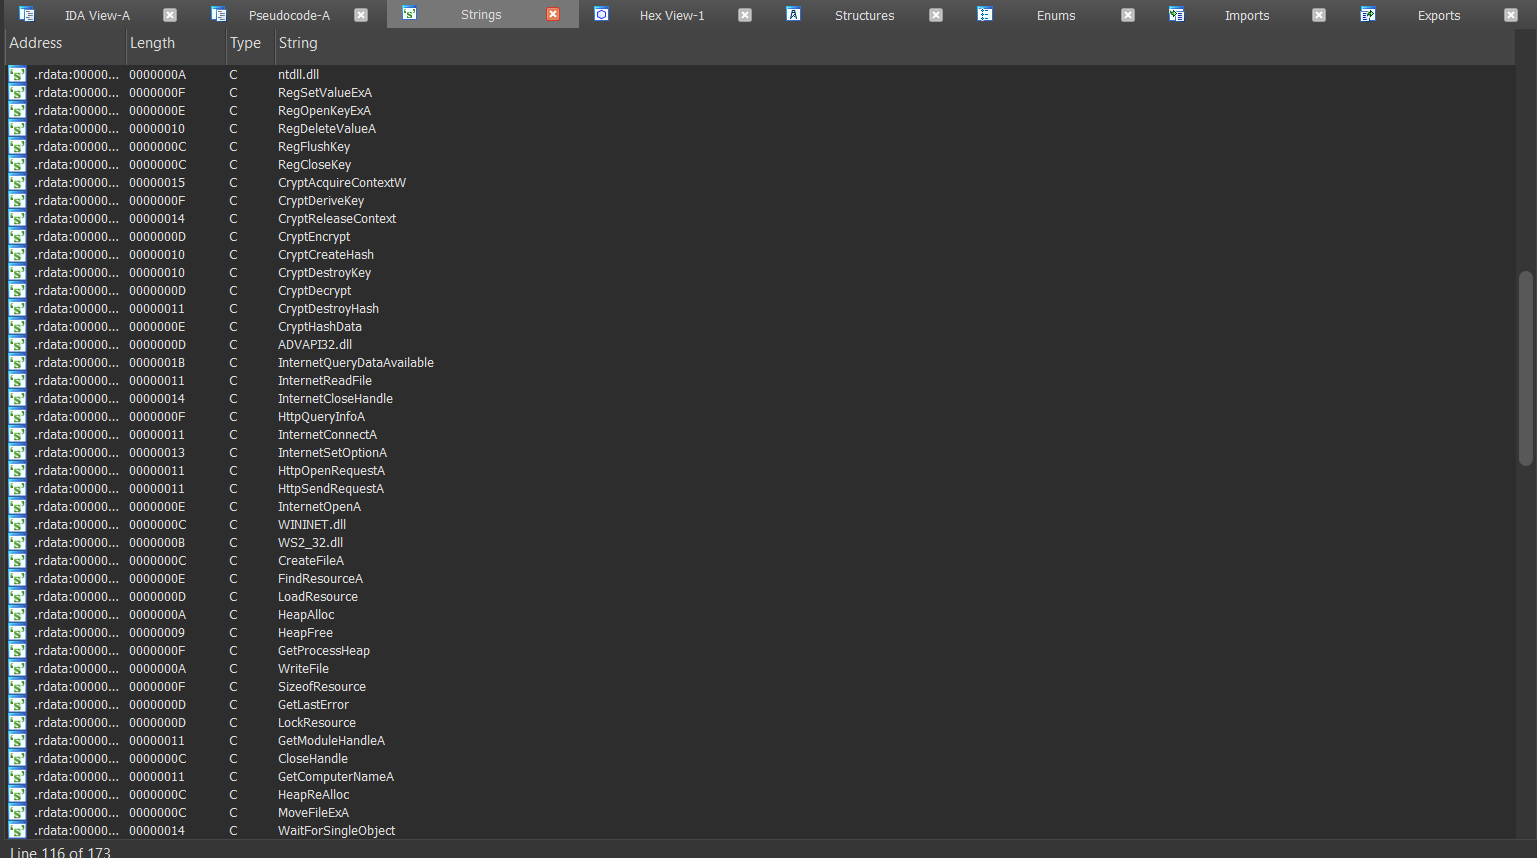 IDA View-A Pseudocode-A Strings Hex View-1 Structures Enums Imports Exports
Address Length Type String
's' .rdata:00000... 0000000A C ntdll.dll
's' .rdata:00000... 0000000F C RegSetValueExA
's' .rdata:00000... 0000000E C RegOpenKeyExA
's' .rdata:00000... 00000010 C RegDeleteValueA
's' .rdata:00000... 0000000C C RegFlushKey
's' .rdata:00000... 0000000C C RegCloseKey
's' .rdata:00000... 00000015 C CryptAcquireContextW
's' .rdata:00000... 0000000F C CryptDeriveKey
's' .rdata:00000... 00000014 C CryptReleaseContext
's' .rdata:00000... 0000000D C CryptEncrypt
's' .rdata:00000... 00000010 C CryptCreateHash
's' .rdata:00000... 00000010 C CryptDestroyKey
's' .rdata:00000... 0000000D C CryptDecrypt
's' .rdata:00000... 00000011 C CryptDestroyHash
's' .rdata:00000... 0000000E C CryptHashData
's' .rdata:00000... 0000000D C ADVAPI32.dll
's' .rdata:00000... 0000001B C InternetQueryDataAvailable
's' .rdata:00000... 00000011 C InternetReadFile
's' .rdata:00000... 00000014 C InternetCloseHandle
's' .rdata:00000... 0000000F C HttpQueryInfoA
's' .rdata:00000... 00000011 C InternetConnectA
's' .rdata:00000... 00000013 C InternetSetOptionA
's' .rdata:00000... 00000011 C HttpOpenRequestA
's' .rdata:00000... 00000011 C HttpSendRequestA
's' .rdata:00000... 0000000E C InternetOpenA
's' .rdata:00000... 0000000C C WININET.dll
's' .rdata:00000... 0000000B C WS2_32.dll
's' .rdata:00000... 0000000C C CreateFileA
's' .rdata:00000... 0000000E C FindResourceA
's' .rdata:00000... 0000000D C LoadResource
's' .rdata:00000... 0000000A C HeapAlloc
's' .rdata:00000... 00000009 C HeapFree
's' .rdata:00000... 0000000F C GetProcessHeap
's' .rdata:00000... 0000000A C WriteFile
's' .rdata:00000... 0000000F C SizeofResource
's' .rdata:00000... 0000000D C GetLastError
's' .rdata:00000... 0000000D C LockResource
's' .rdata:00000... 00000011 C GetModuleHandleA
's' .rdata:00000... 0000000C C CloseHandle
's' .rdata:00000... 00000011 C GetComputerNameA
's' .rdata:00000... 0000000C C HeapReAlloc
's' .rdata:00000... 0000000C C MoveFileExA
's' .rdata:00000... 00000014 C WaitForSingleObject
Line 116 of 173